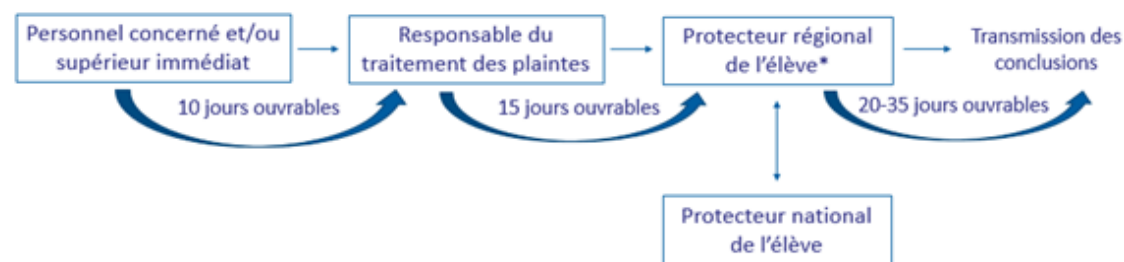 Personnel concerné et/ou
supérieur immédiat
Responsable du
traitement des plaintes
Protecteur régional
de l'élève*
Transmission des
conclusions
10 jours ouvrables
15 jours ouvrables
20-35 jours ouvrables
Protecteur national
de l'élève